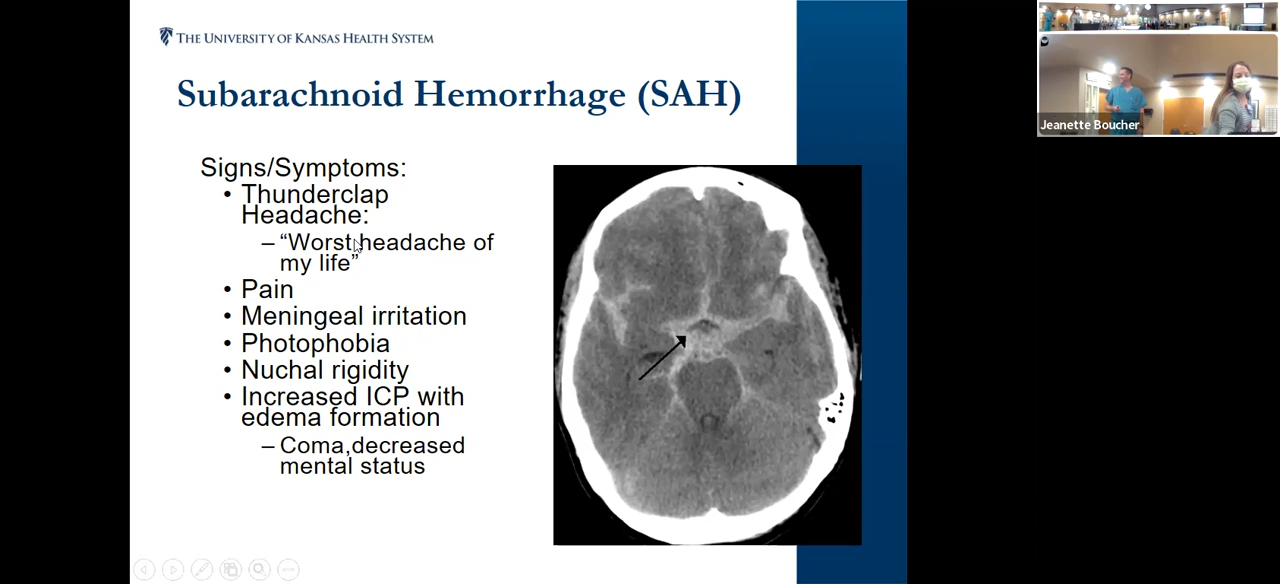 THE UNIVERSITY OF KANSAS HEALTH SYSTEM
Subarachnoid Hemorrhage (SAH)
Signs/Symptoms:
• Thunderclap
Headache:
– “Worst headache of
my life”
• Pain
• Meningeal irritation
• Photophobia
• Nuchal rigidity
• Increased ICP with
edema formation
– Coma,decreased
mental status
Jeanette Boucher